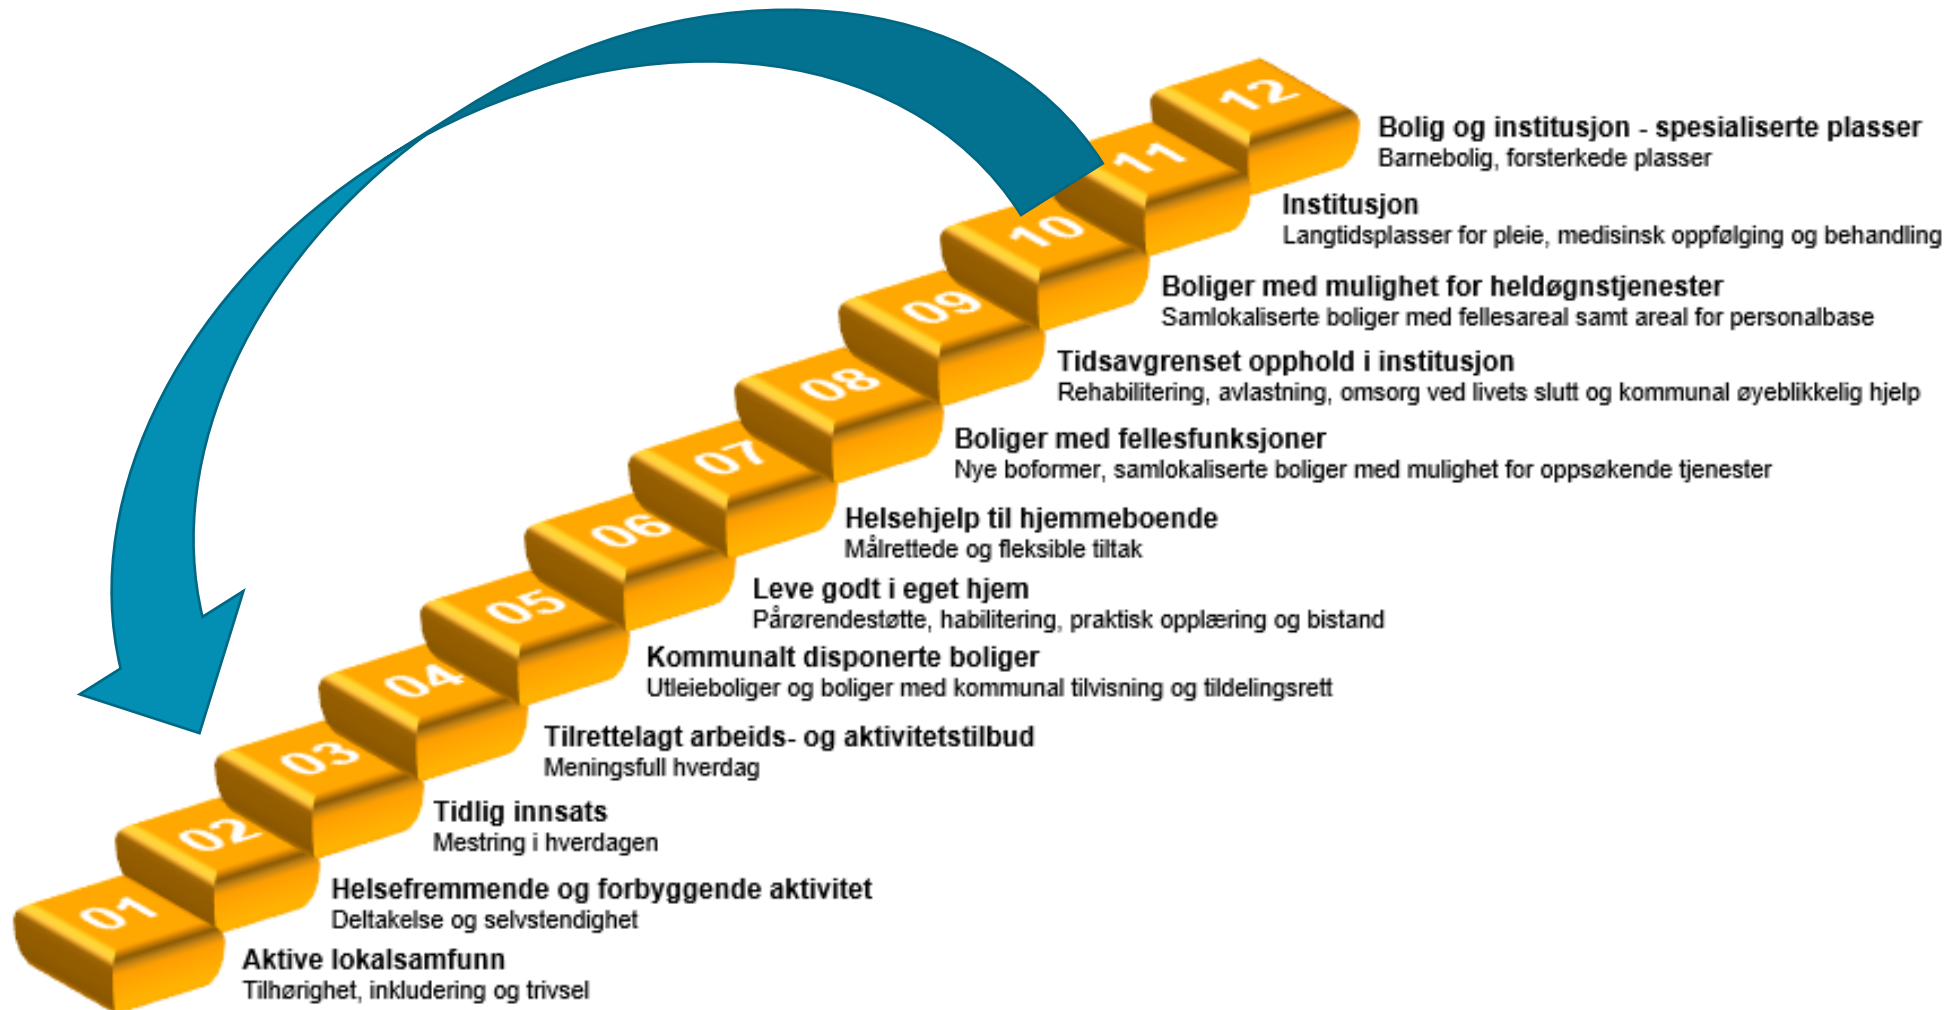 12
Bolig og institusjon - spesialiserte plasser
Barnebolig, forsterkede plasser
11
Institusjon
Langtidsplasser for pleie, medisinsk oppfølging og behandling
10
Boliger med mulighet for heldøgnstjenester
Samlokaliserte boliger med fellesareal samt areal for personalbase
09
Tidsavgrenset opphold i institusjon
Rehabilitering, avlastning, omsorg ved livets slutt og kommunal øyeblikkelig hjelp
08
Boliger med fellesfunksjoner
Nye boformer, samlokaliserte boliger med mulighet for oppsøkende tjenester
07
Helsehjelp til hjemmeboende
Målrettede og fleksible tiltak
06
Leve godt i eget hjem
Pårørendestøtte, habilitering, praktisk opplæring og bistand
05
Kommunalt disponerte boliger
Utleieboliger og boliger med kommunal tilvisning og tildelingsrett
04
Tilrettelagt arbeids- og aktivitetstilbud
Meningsfull hverdag
03
Tidlig innsats
Mestring i hverdagen
02
Helsefremmende og forbyggende aktivitet
Deltakelse og selvstendighet
01
Aktive lokalsamfunn
Tilhørighet, inkludering og trivsel